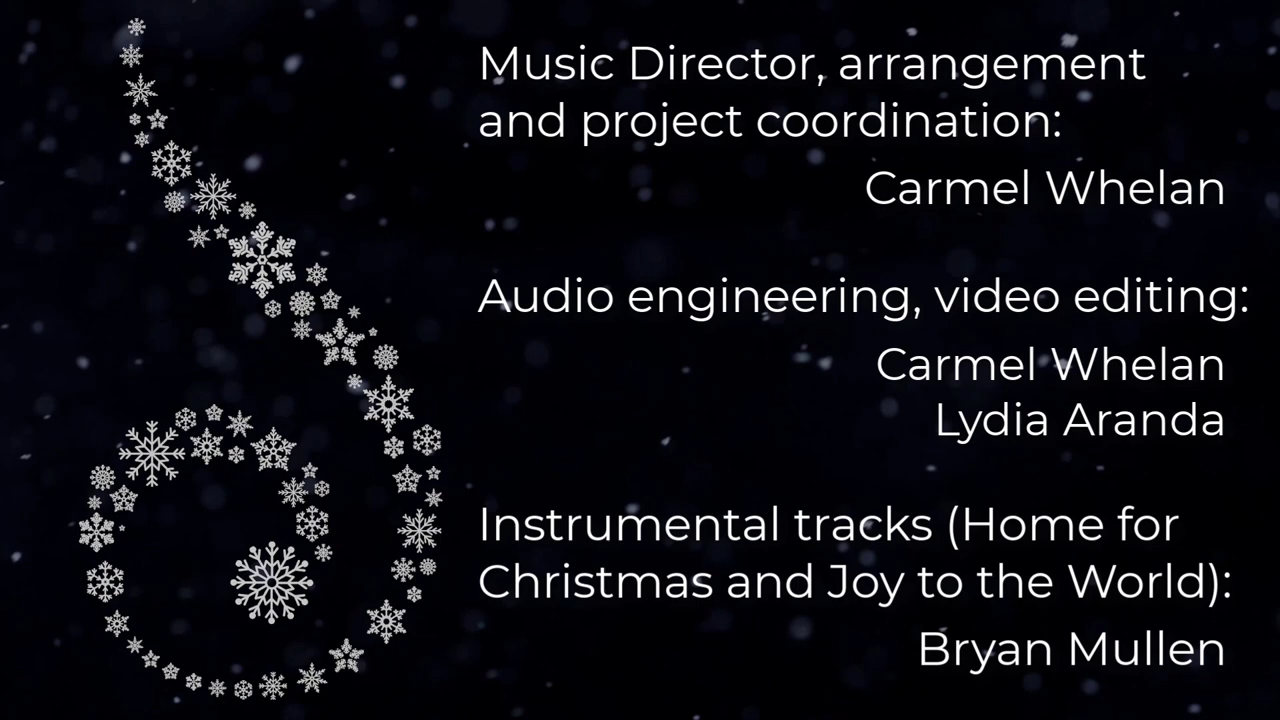 Music Director, arrangement
and project coordination:
Carmel Whelan
Audio engineering, video editing:
Carmel Whelan
Lydia Aranda
Instrumental tracks (Home for
Christmas and Joy to the World):
Bryan Mullen